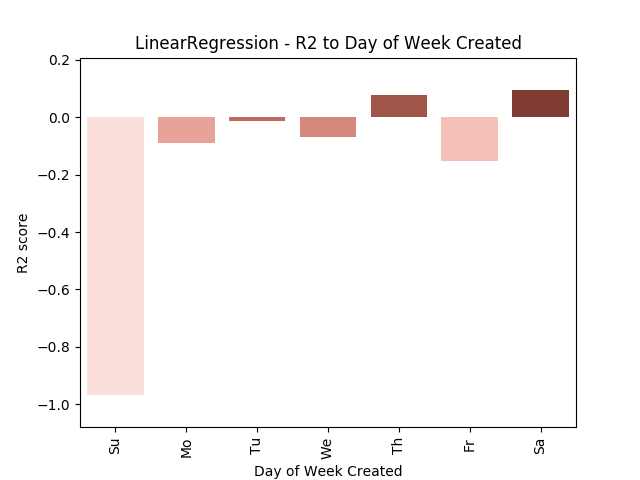 LinearRegression - R2 to Day of Week Created
0.2
0.0
−0.2
−0.4
−0.6
−0.8
−1.0
R2 score
Su
Mo
Tu
We
Th
Fr
Sa
Day of Week Created